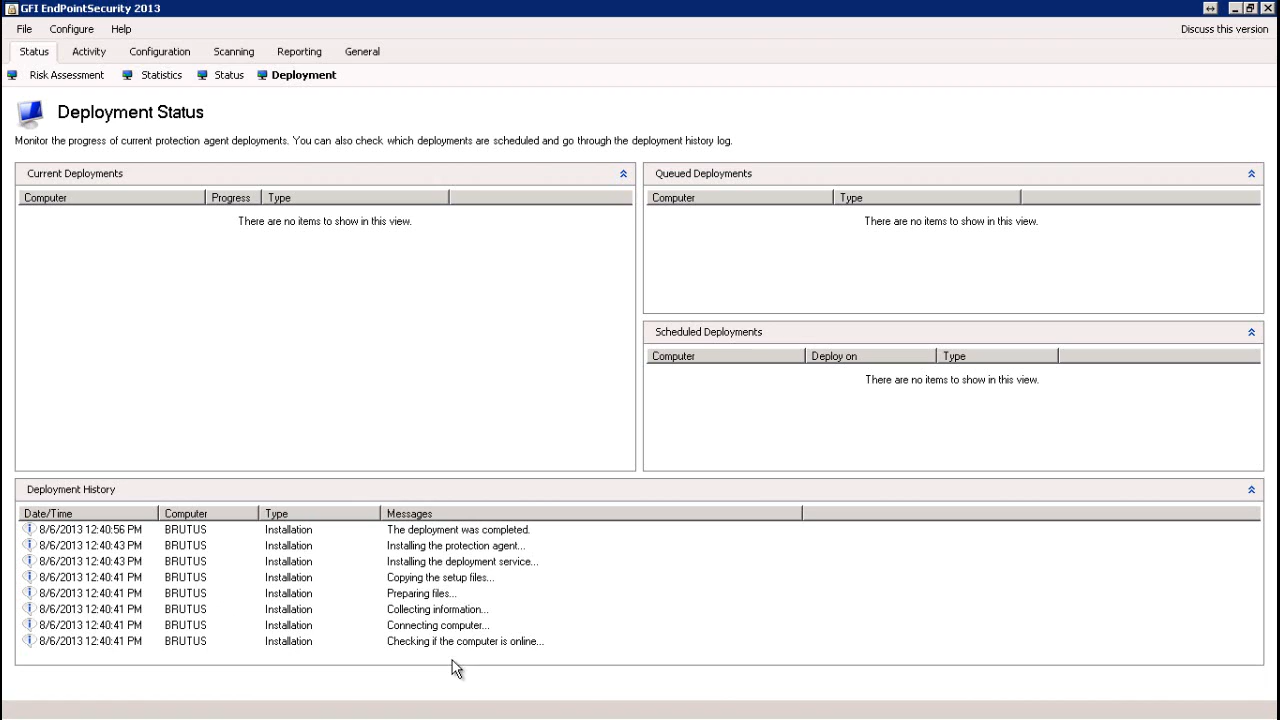 GFI EndPointSecurity 2013
File Configure Help Discuss this version
Status Activity Configuration Scanning Reporting General
Risk Assessment Statistics Status Deployment
Deployment Status
Monitor the progress of current protection agent deployments. You can also check which deployments are scheduled and go through the deployment history log.
Current Deployments
Computer Progress Type
There are no items to show in this view.
Queued Deployments
Computer Type
There are no items to show in this view.
Scheduled Deployments
Computer Deploy on Type
There are no items to show in this view.
Deployment History
Date/Time Computer Type Messages
8/6/2013 12:40:56 PM BRUTUS Installation The deployment was completed.
8/6/2013 12:40:43 PM BRUTUS Installation Installing the protection agent...
8/6/2013 12:40:43 PM BRUTUS Installation Installing the deployment service...
8/6/2013 12:40:41 PM BRUTUS Installation Copying the setup files...
8/6/2013 12:40:41 PM BRUTUS Installation Preparing files...
8/6/2013 12:40:41 PM BRUTUS Installation Collecting information...
8/6/2013 12:40:41 PM BRUTUS Installation Connecting computer...
8/6/2013 12:40:41 PM BRUTUS Installation Checking if the computer is online...